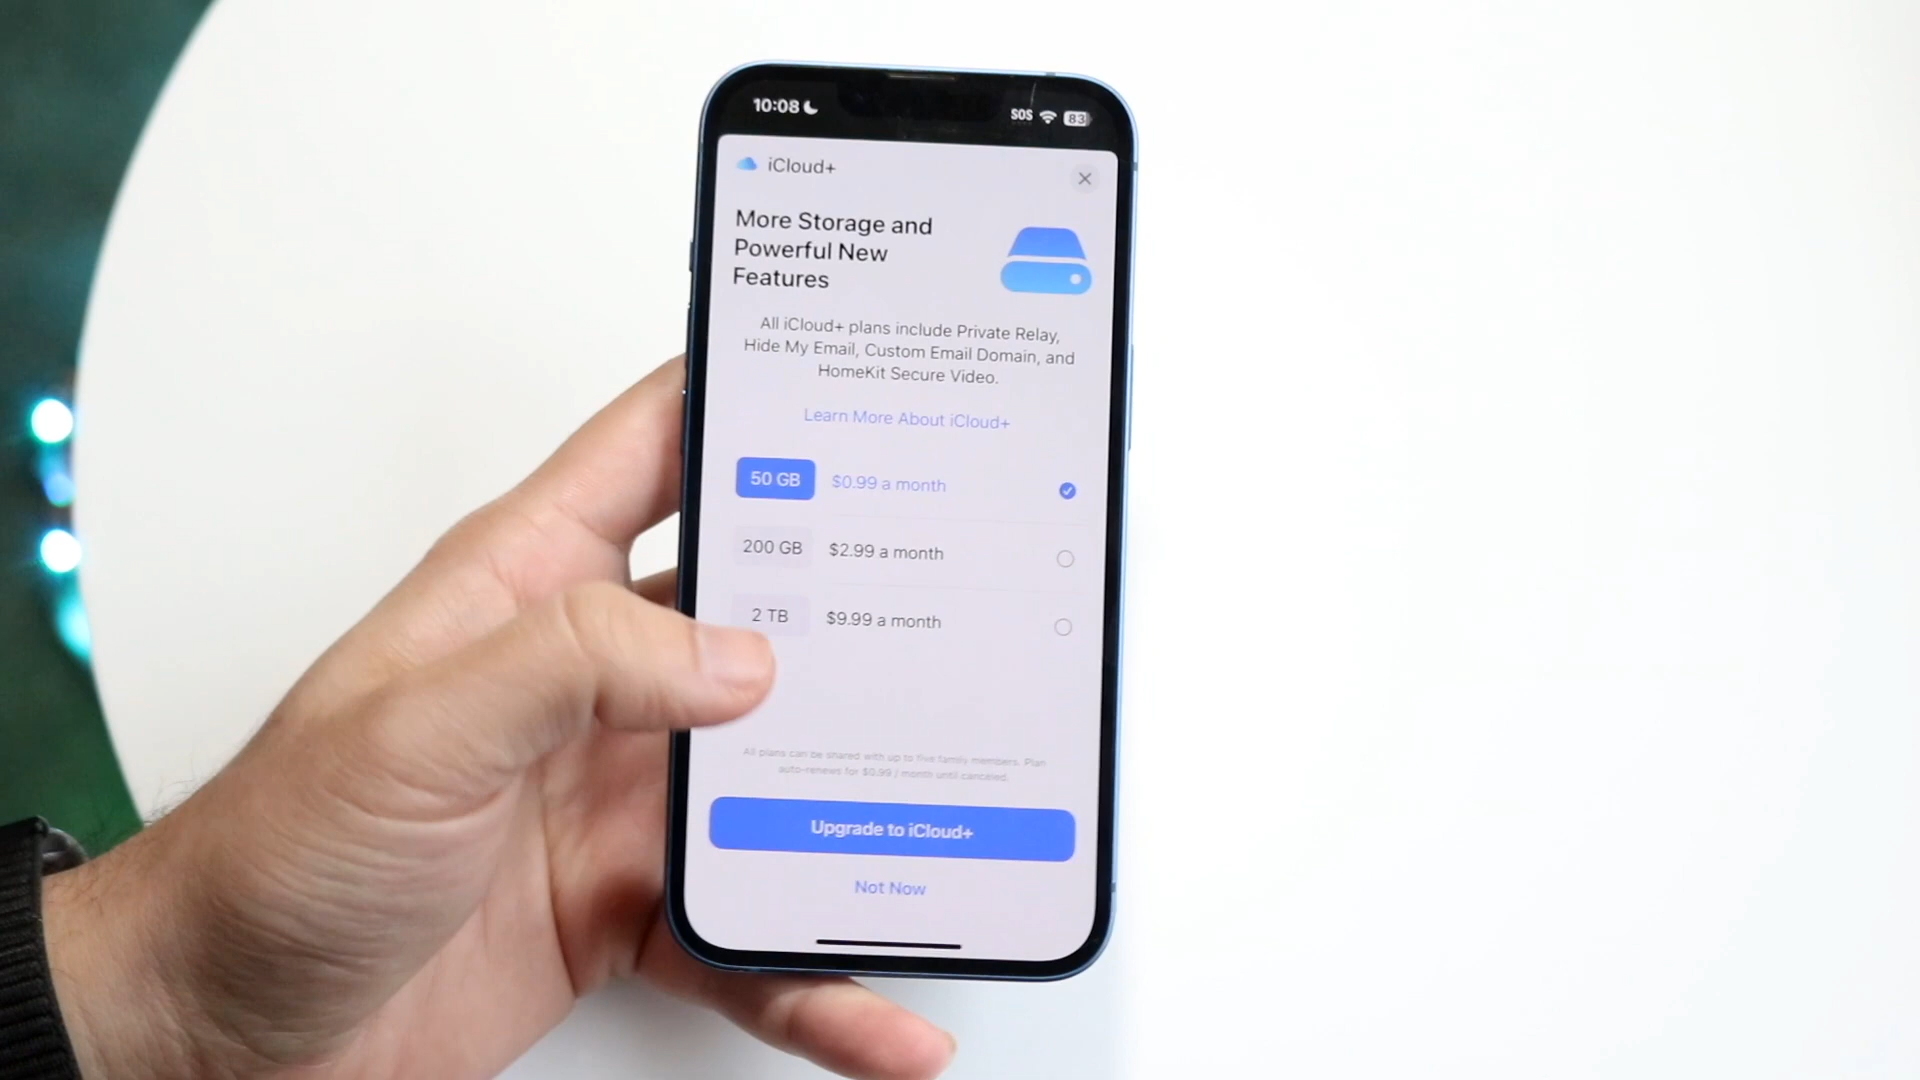 10:08
SOS 83
iCloud+
More Storage and
Powerful New
Features
All iCloud+ plans include Private Relay,
Hide My Email, Custom Email Domain, and
HomeKit Secure Video.
Learn More About iCloud+
50 GB $0.99 a month
200 GB $2.99 a month
2 TB $9.99 a month
All plans can be shared with up to five family members. Plan
auto-renews for $0.99 / month until canceled.
Upgrade to iCloud+
Not Now